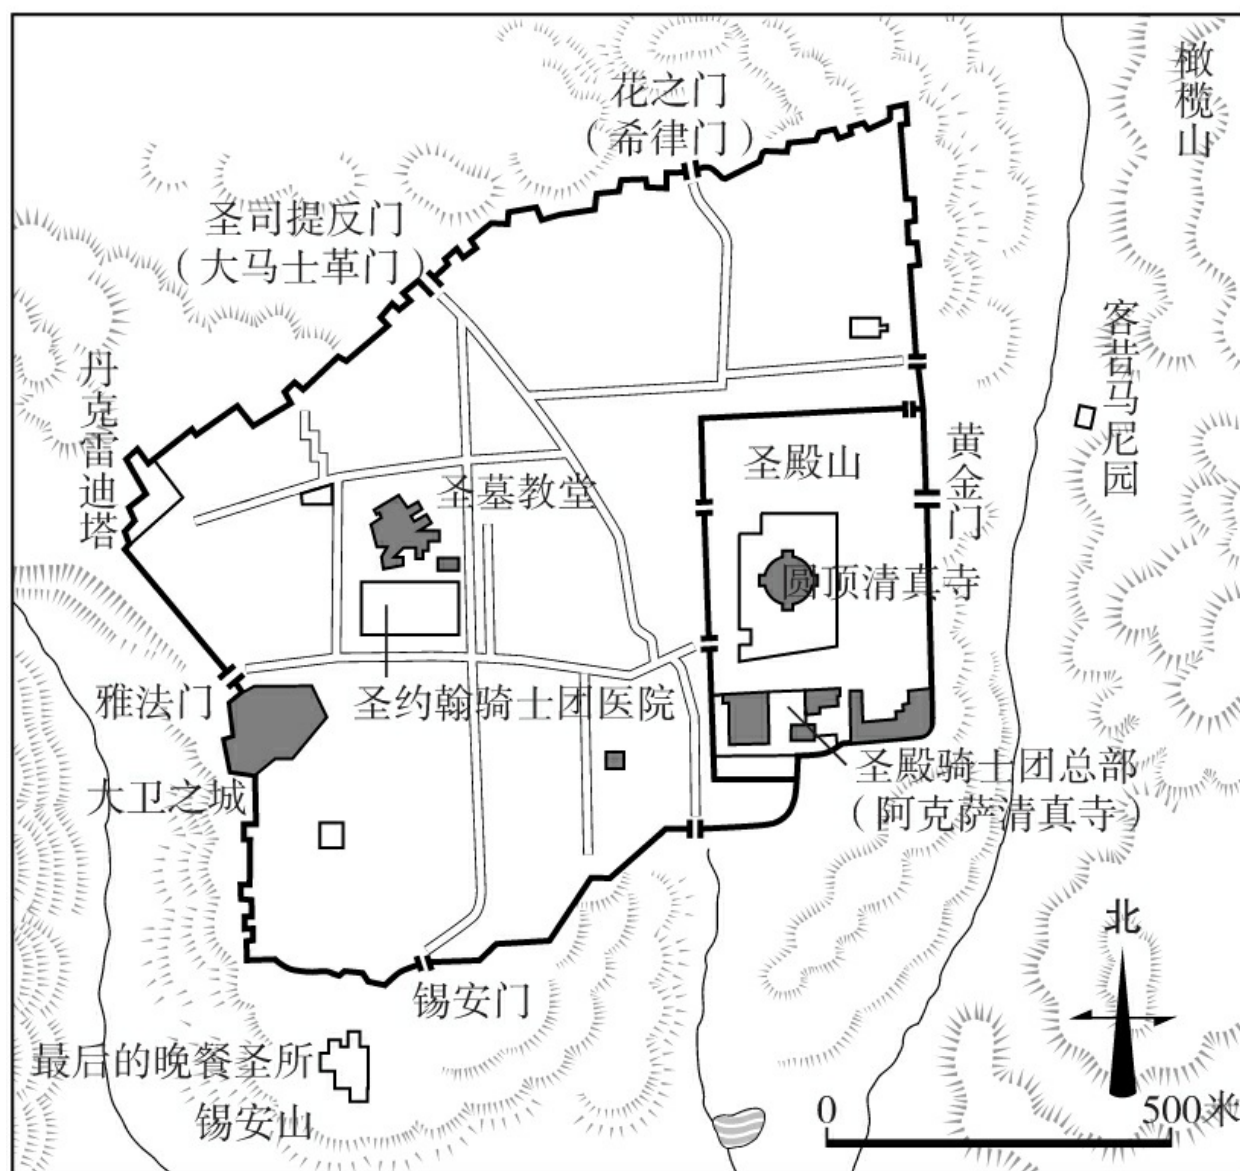 橄榄山
花之门
（希律门）
圣司提反门
（大马士革门）
丹克雷迪塔
客昔马尼园
黄金门
圣殿山
圣墓教堂
圆顶清真寺
雅法门
圣约翰骑士团医院
大卫之城
圣殿骑士团总部
（阿克萨清真寺）
北
锡安门
最后的晚餐圣所
锡安山
0
500米